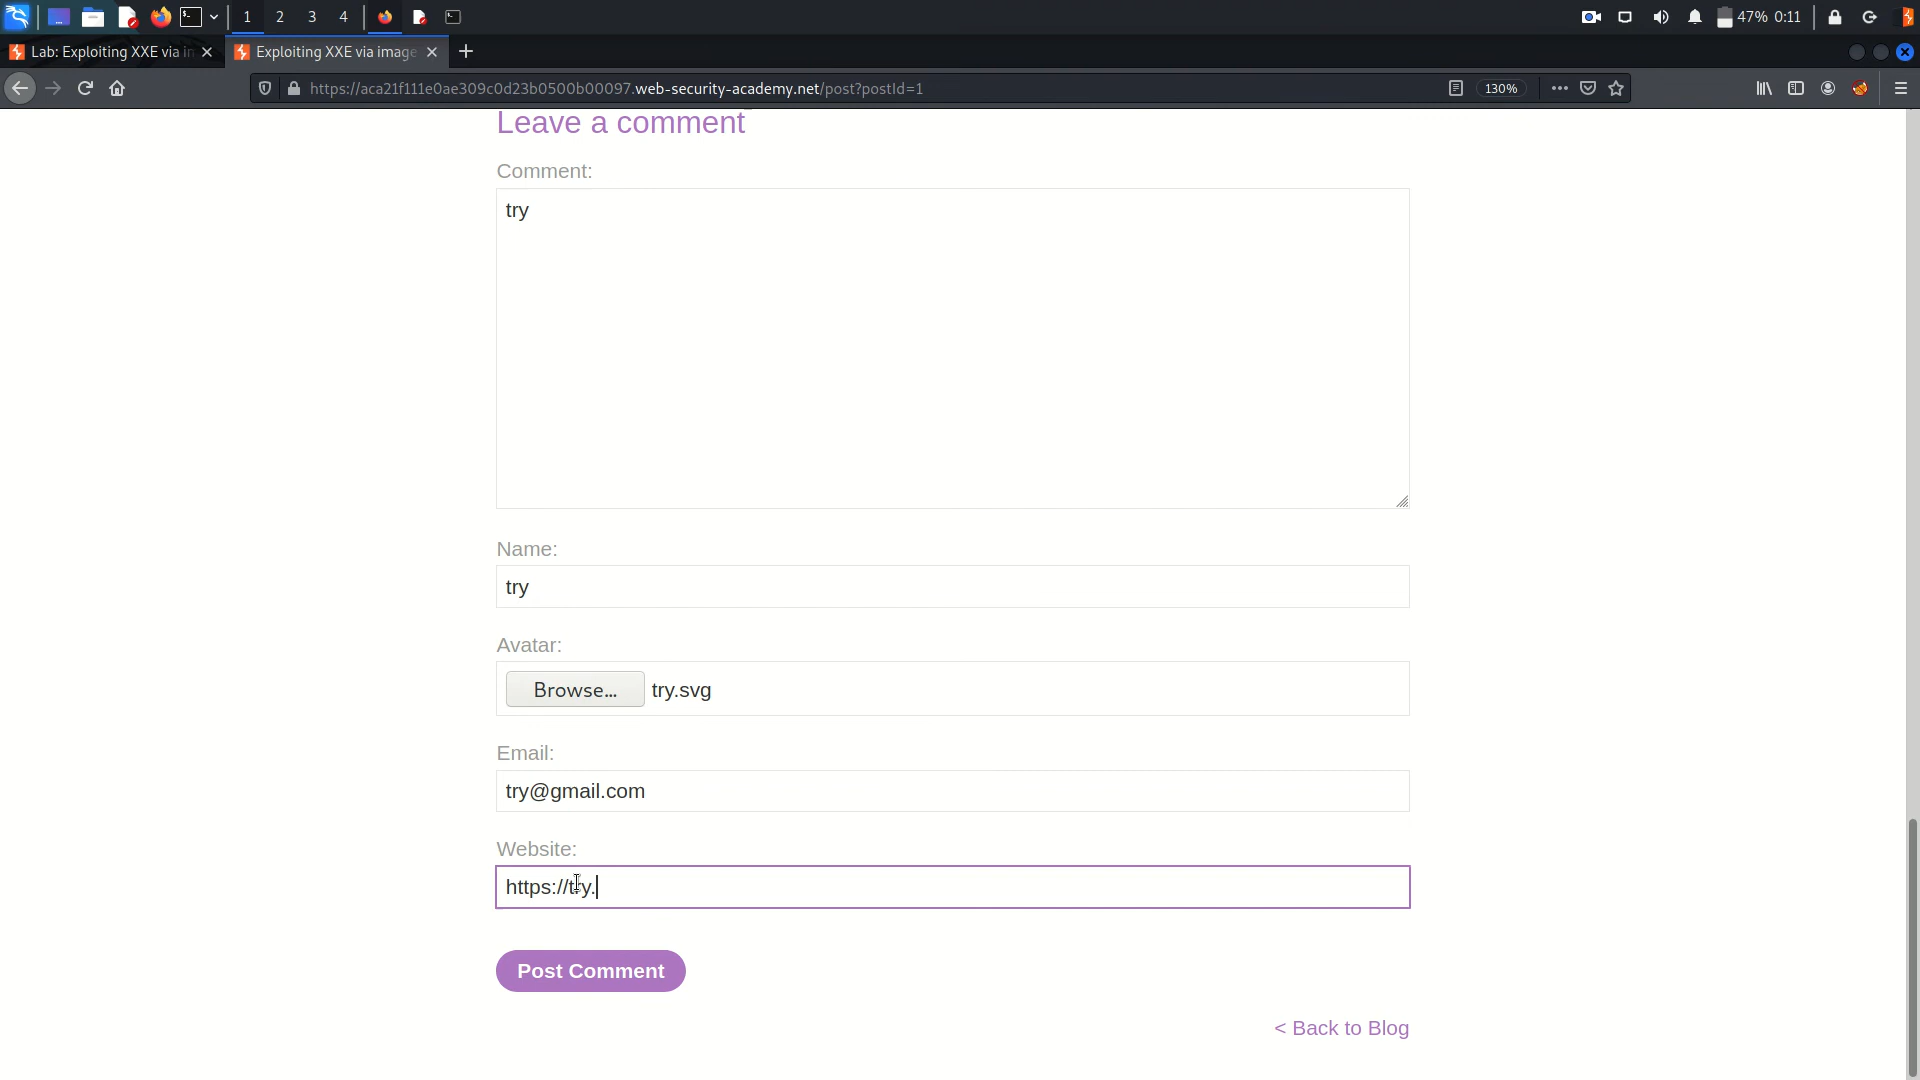 1 2 3 4 47% 0:11
Lab: Exploiting XXE via in Exploiting XXE via image
https://aca21f111e0ae309c0d23b0500b00097.web-security-academy.net/post?postId=1 130%
Leave a comment
Comment:
try
Name:
try
Avatar:
Browse... try.svg
Email:
try@gmail.com
Website:
https://try.
Post Comment
< Back to Blog